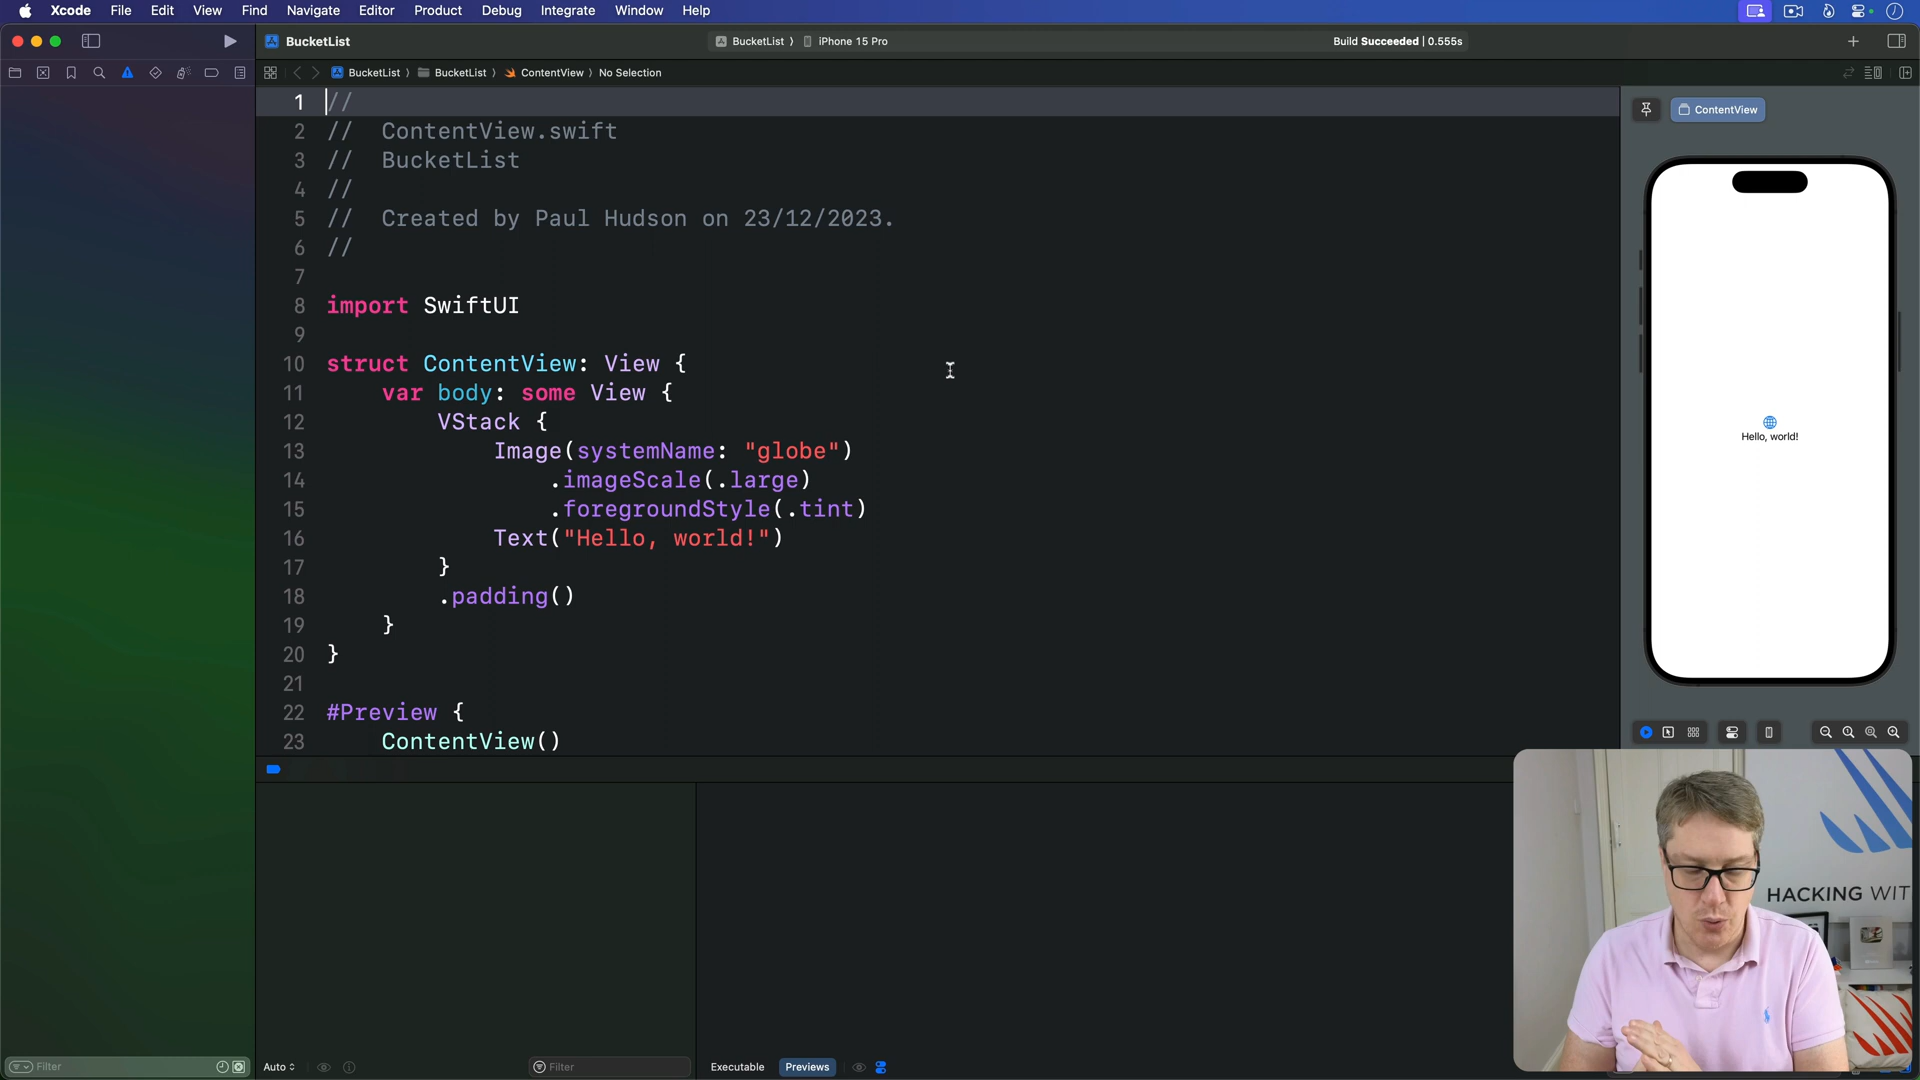 Xcode File Edit View Find Navigate Editor Product Debug Integrate Window Help
BucketList
BucketList 〉 iPhone 15 Pro
Build Succeeded | 0.555s
BucketList 〉 BucketList 〉 ContentView 〉 No Selection
1 //
2 //  ContentView.swift
3 //  BucketList
4 //
5 //  Created by Paul Hudson on 23/12/2023.
6 //
7
8 import SwiftUI
9
10 struct ContentView: View {
11     var body: some View {
12         VStack {
13             Image(systemName: "globe")
14                 .imageScale(.large)
15                 .foregroundStyle(.tint)
16             Text("Hello, world!")
17         }
18         .padding()
19     }
20 }
21
22 #Preview {
23     ContentView()
ContentView
Hello, world!
HACKING WIT
Filter
Auto
Filter
Executable Previews